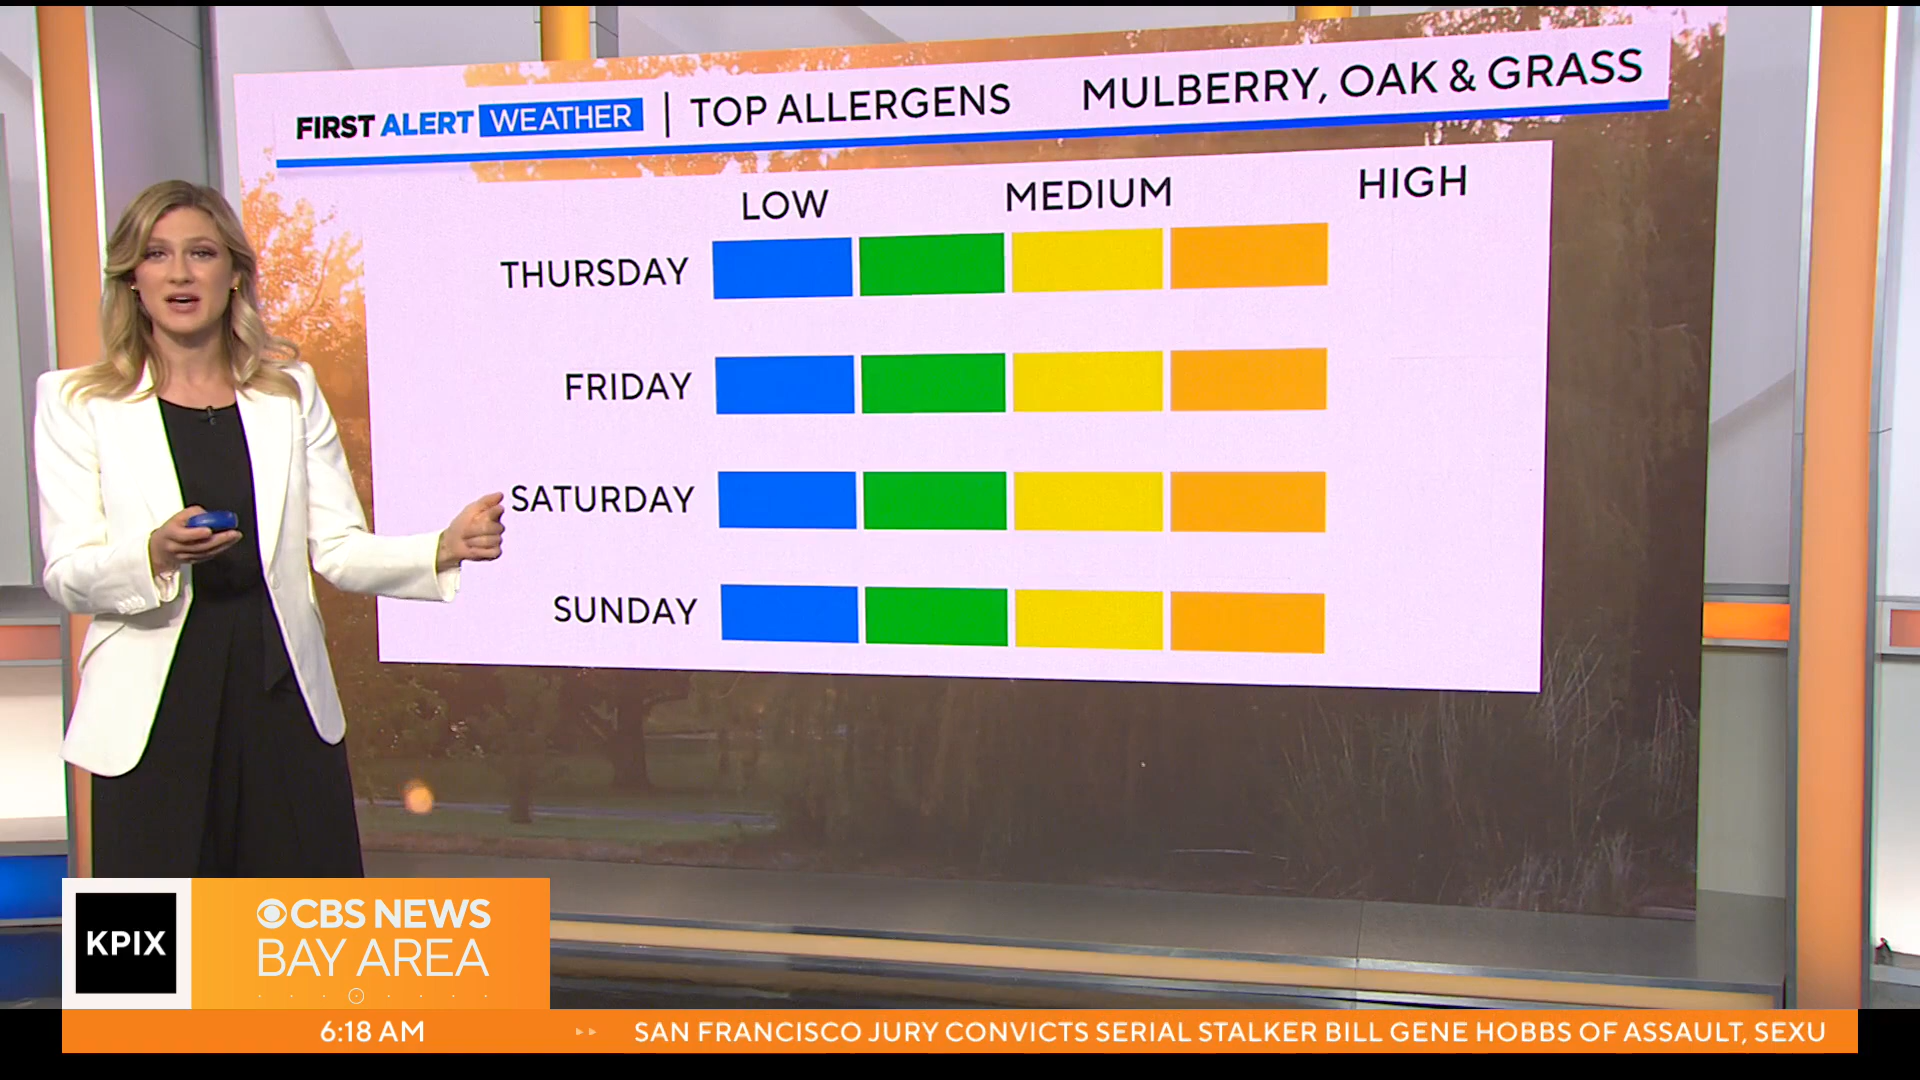 FIRST ALERT WEATHER | TOP ALLERGENS MULBERRY, OAK & GRASS
LOW MEDIUM HIGH
THURSDAY
FRIDAY
SATURDAY
SUNDAY
KPIX
CBS NEWS
BAY AREA
6:18 AM SAN FRANCISCO JURY CONVICTS SERIAL STALKER BILL GENE HOBBS OF ASSAULT, SEXU